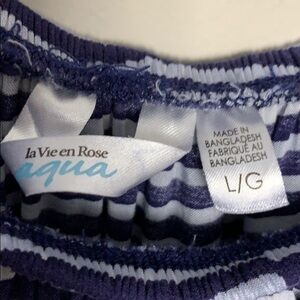 la Vie en Rose
aqua
MADE IN
BANGLADESH
FABRIQUÉ AU
BANGLADESH
L/G